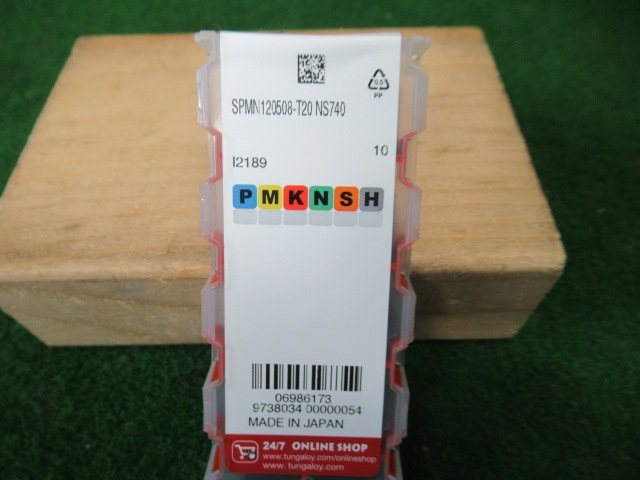 SPMN120508-T20 NS740
PP
I2189
10
P M K N S H
06986173
9738034 00000054
MADE IN JAPAN
24/7 ONLINE SHOP
www.tungaloy.com/onlineshop
www.tungaloy.com